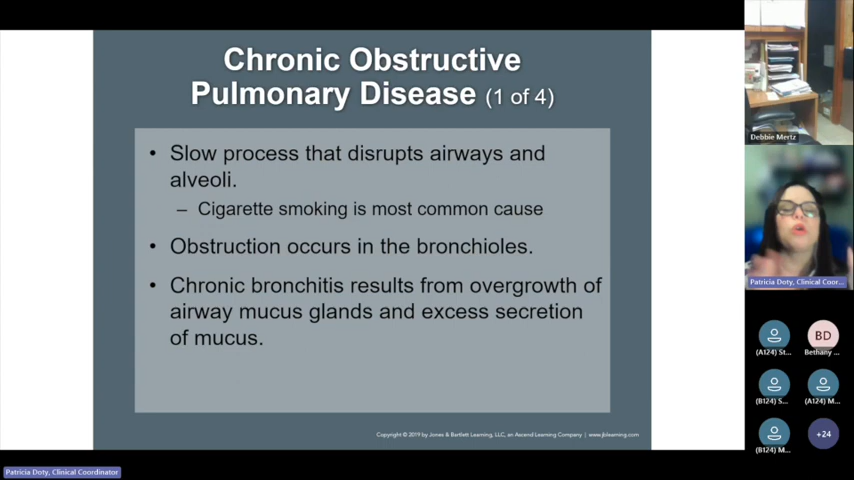 Chronic Obstructive
Pulmonary Disease (1 of 4)
• Slow process that disrupts airways and
alveoli.
– Cigarette smoking is most common cause
• Obstruction occurs in the bronchioles.
• Chronic bronchitis results from overgrowth of
airway mucus glands and excess secretion
of mucus.
Copyright © 2019 by Jones & Bartlett Learning, LLC, an Ascend Learning Company | www.jblearning.com
Debbie Mertz
Patricia Doty, Clinical Coor...
BD
(A124) St...
Bethany ...
(B124) S...
(A124) M...
+24
(B124) M...
Patricia Doty, Clinical Coordinator